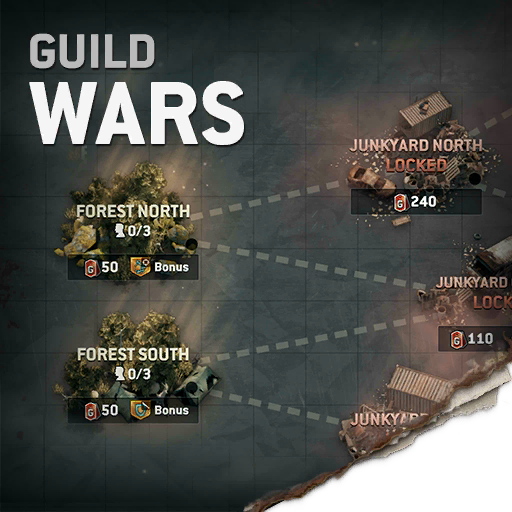 GUILD
WARS
JUNKYARD NORTH
LOCKED
G 240
FOREST NORTH
0/3
G 50 Bonus
JUNKYARD
G 110
FOREST SOUTH
0/3
G 50 Bonus